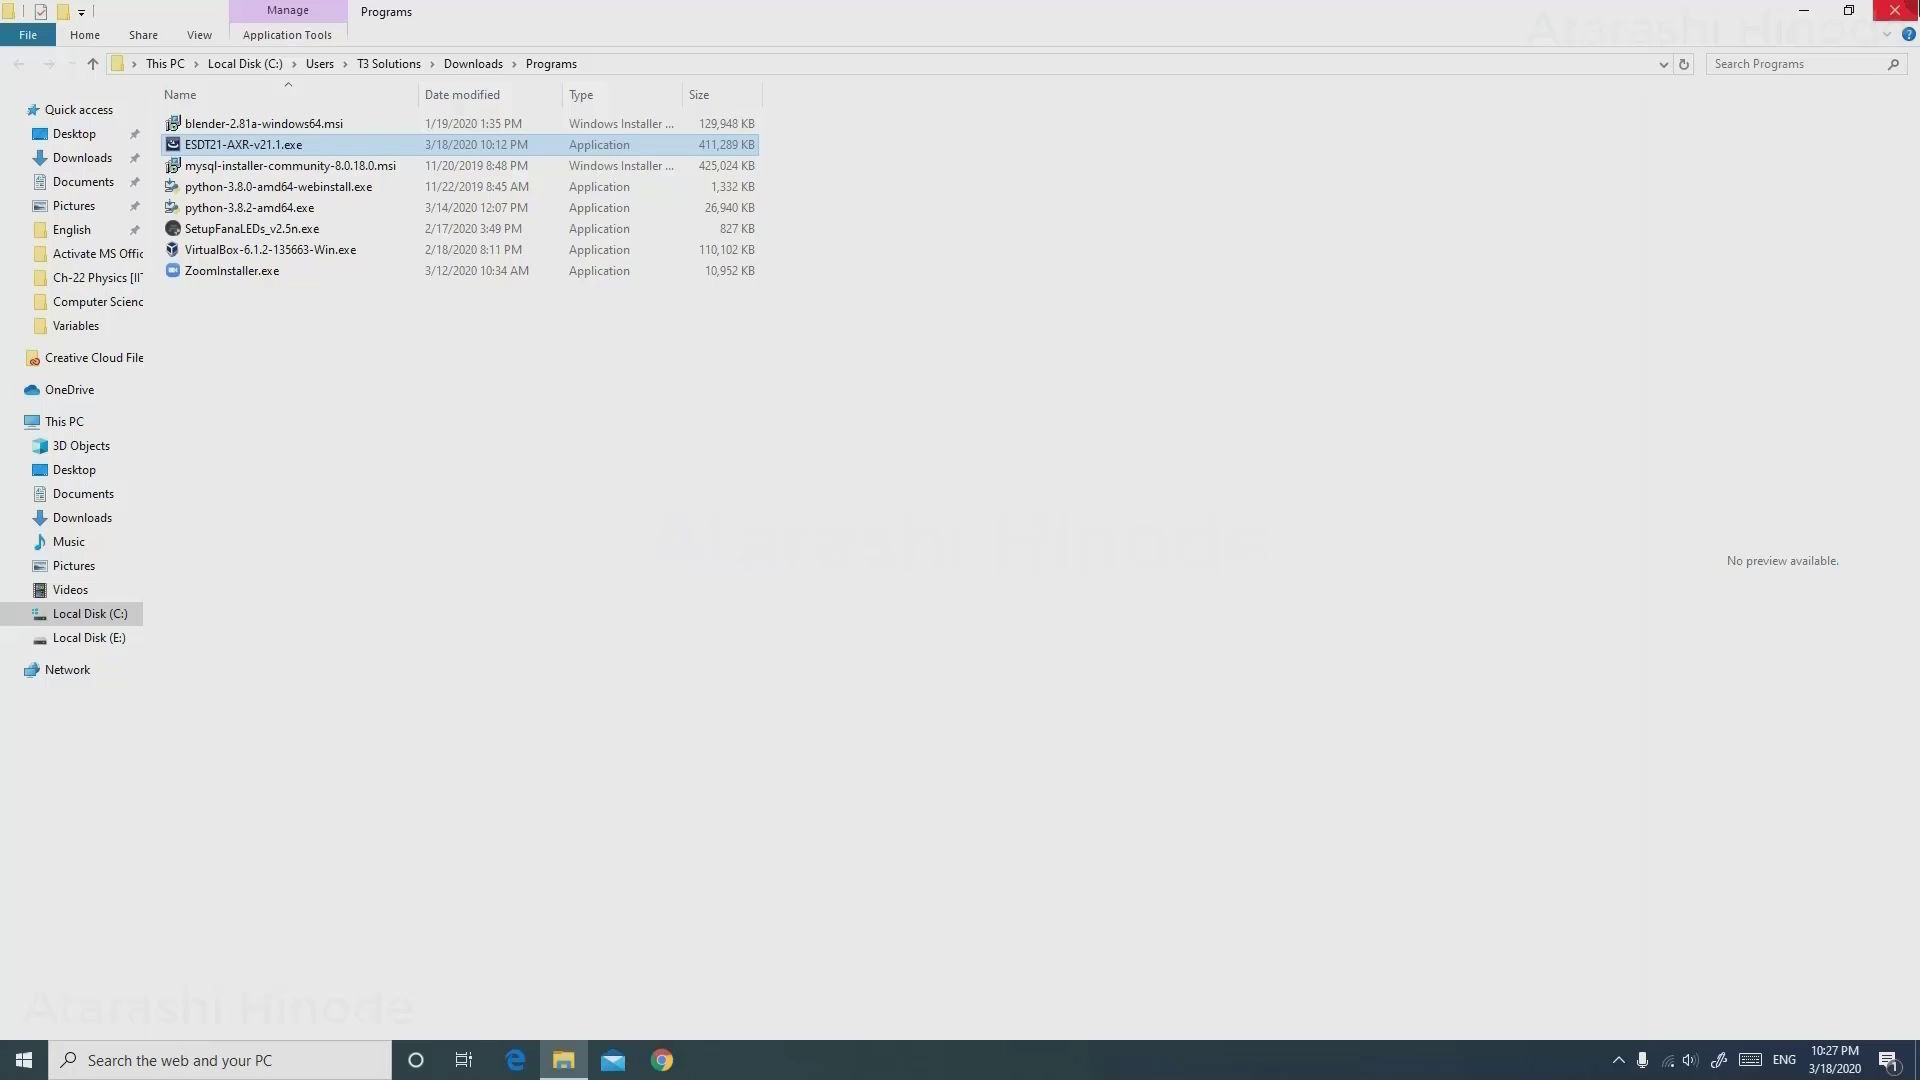 Manage
Programs
File
Home
Share
View
Application Tools
This PC
Local Disk (C:)
Users
T3 Solutions
Downloads
Programs
Search Programs
Name
Date modified
Type
Size
Quick access
Desktop
Downloads
Documents
Pictures
English
Activate MS Offic
Ch-22 Physics [II
Computer Scienc
Variables
Creative Cloud File
OneDrive
This PC
3D Objects
Desktop
Documents
Downloads
Music
Pictures
Videos
Local Disk (C:)
Local Disk (E:)
Network
blender-2.81a-windows64.msi 1/19/2020 1:35 PM Windows Installer ... 129,948 KB
ESDT21-AXR-v21.1.exe 3/18/2020 10:12 PM Application 411,289 KB
mysql-installer-community-8.0.18.0.msi 11/20/2019 8:48 PM Windows Installer ... 425,024 KB
python-3.8.0-amd64-webinstall.exe 11/22/2019 8:45 AM Application 1,332 KB
python-3.8.2-amd64.exe 3/14/2020 12:07 PM Application 26,940 KB
SetupFanaLEDs_v2.5n.exe 2/17/2020 3:49 PM Application 827 KB
VirtualBox-6.1.2-135663-Win.exe 2/18/2020 8:11 PM Application 110,102 KB
ZoomInstaller.exe 3/12/2020 10:34 AM Application 10,952 KB
No preview available.
Atarashi Hinode
Atarashi Hinode
Atarashi Hinode
Search the web and your PC
ENG
10:27 PM
3/18/2020
1